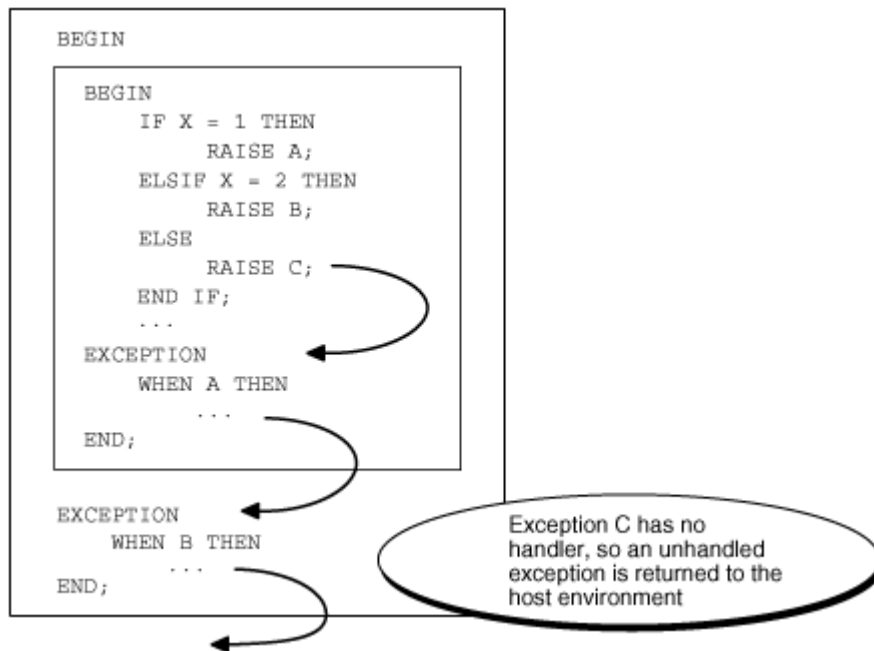 BEGIN
BEGIN
IF X = 1 THEN
RAISE A;
ELSIF X = 2 THEN
RAISE B;
ELSE
RAISE C;
END IF;
...
EXCEPTION
WHEN A THEN
...
END;
EXCEPTION
WHEN B THEN
...
END;
Exception C has no
handler, so an unhandled
exception is returned to the
host environment